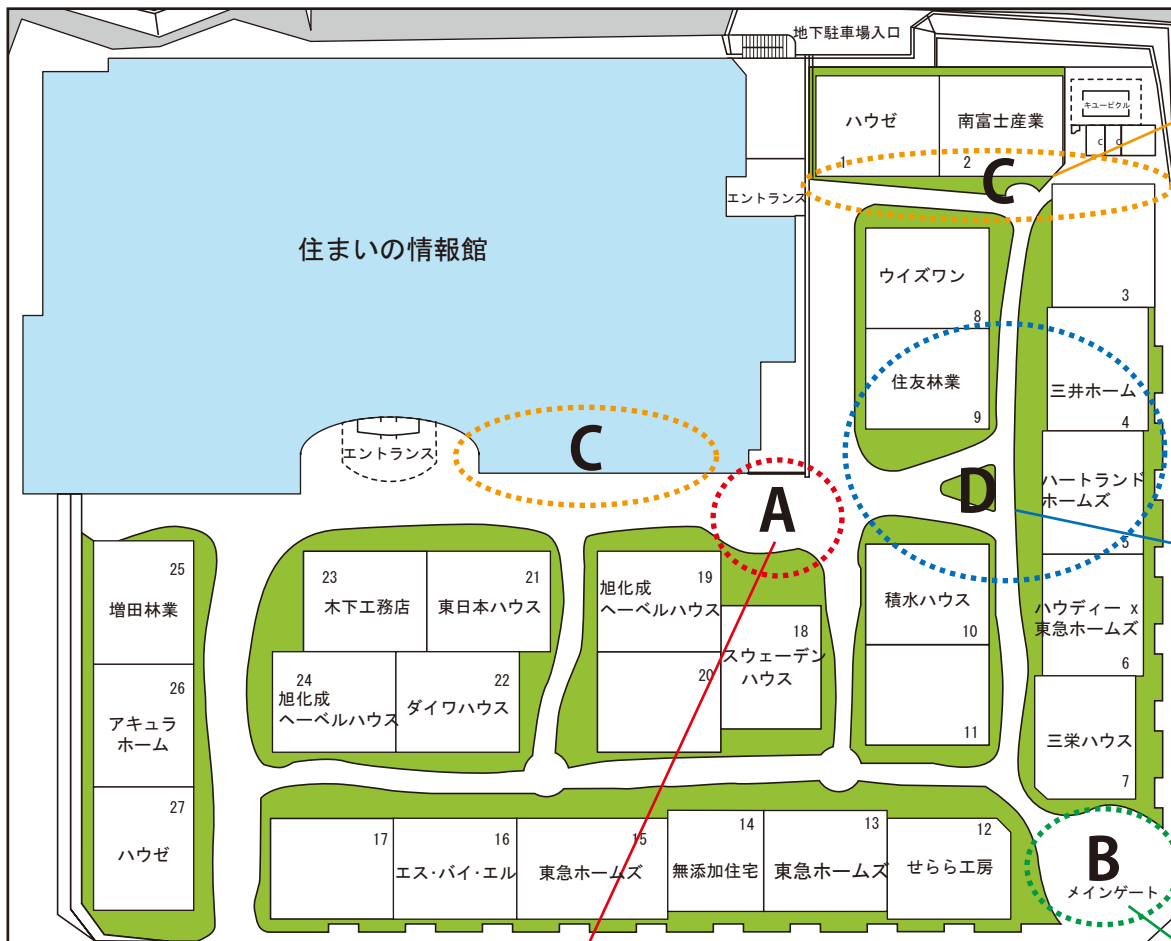 地下駐車場入口
キュービクル
C
C
ハウゼ
1
南富士産業
2
C
エントランス
住まいの情報館
ウイズワン
8
3
住友林業
9
三井ホーム
4
エントランス
C
A
D
ハートランド
ホームズ
5
25
増田林業
23
木下工務店
21
東日本ハウス
旭化成
ヘーベルハウス
19
積水ハウス
10
ハウディー x
東急ホームズ
6
18
スウェーデン
ハウス
26
アキュラ
ホーム
24
旭化成
ヘーベルハウス
22
ダイワハウス
20
11
三栄ハウス
7
27
ハウゼ
17
16
エス・バイ・エル
15
東急ホームズ
14
無添加住宅
13
東急ホームズ
12
せらら工房
B
メインゲート